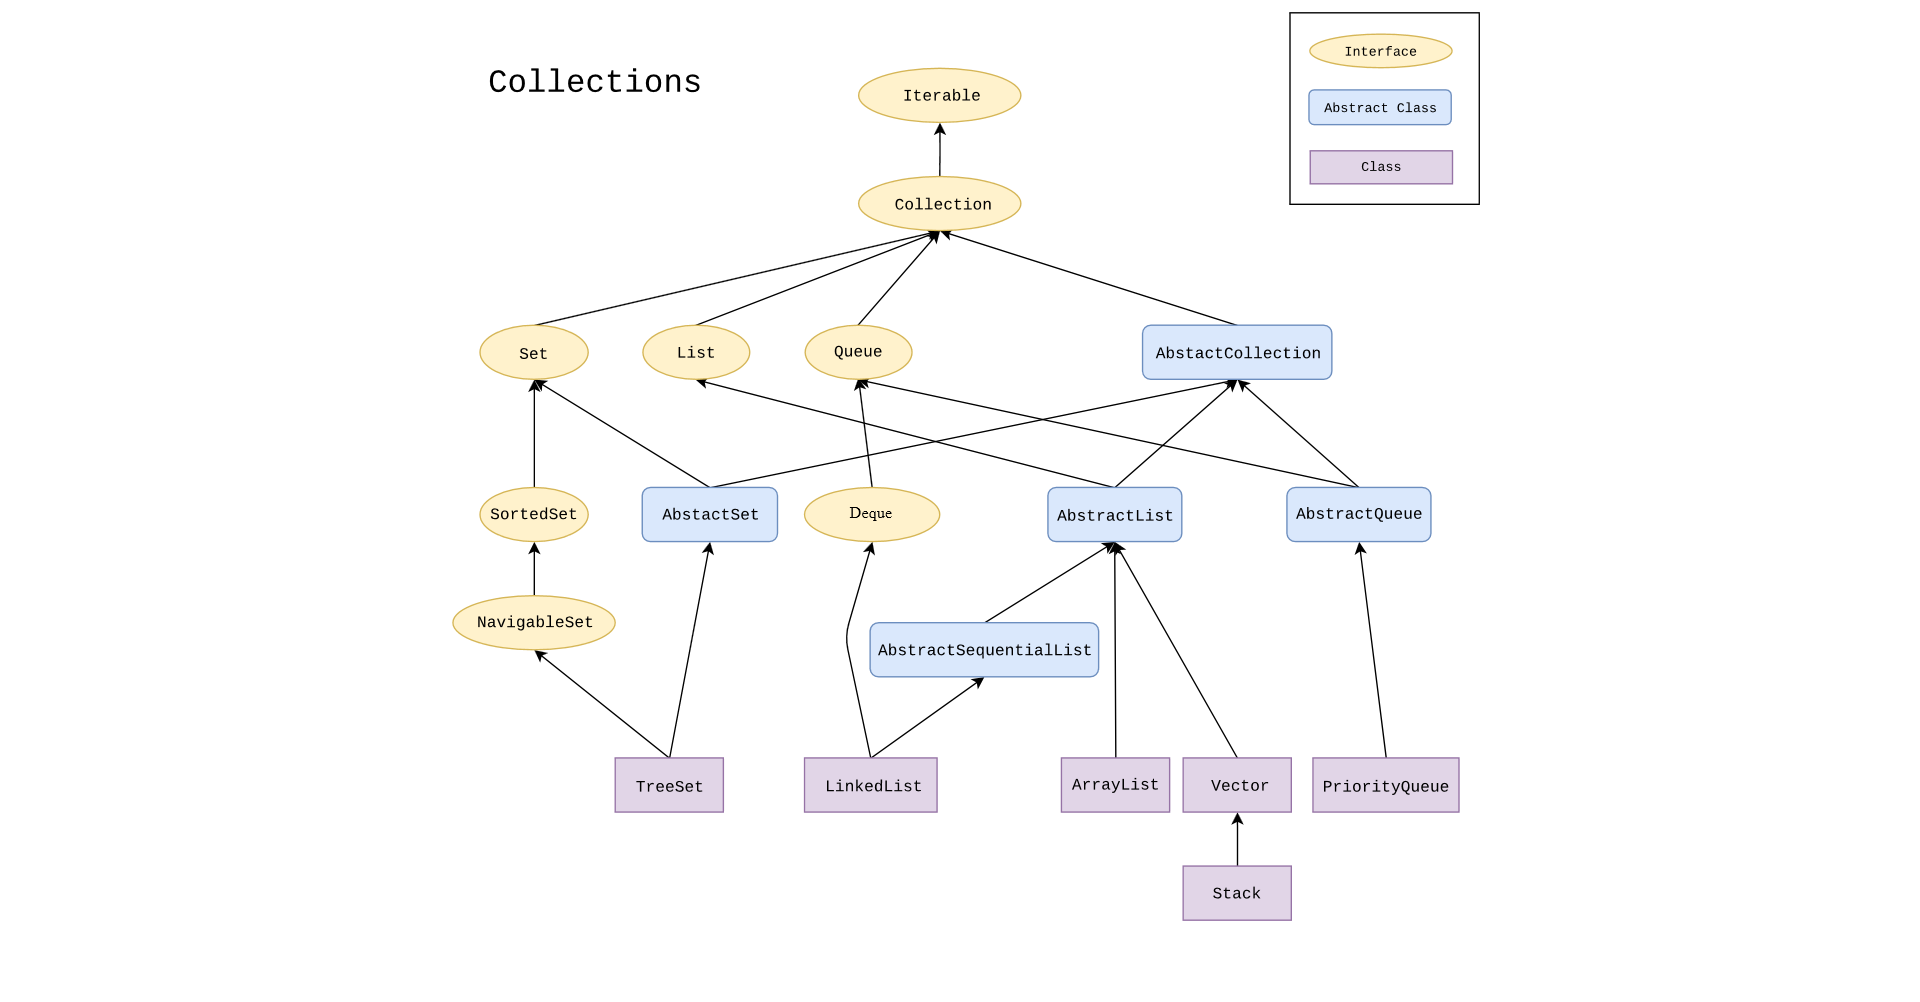 Collections
Interface
Abstract Class
Class
Iterable
Collection
Set
List
Queue
AbstactCollection
SortedSet
AbstactSet
Deque
AbstractList
AbstractQueue
NavigableSet
AbstractSequentialList
TreeSet
LinkedList
ArrayList
Vector
PriorityQueue
Stack